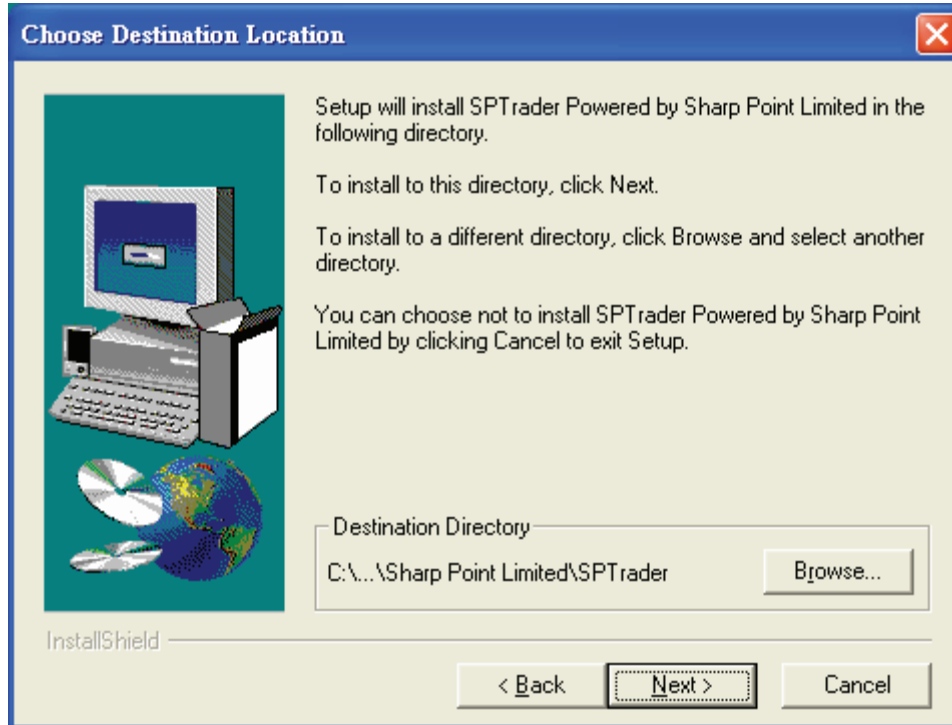 Choose Destination Location
Setup will install SPTrader Powered by Sharp Point Limited in the
following directory.
To install to this directory, click Next.
To install to a different directory, click Browse and select another
directory.
You can choose not to install SPTrader Powered by Sharp Point
Limited by clicking Cancel to exit Setup.
Destination Directory
C:\...\Sharp Point Limited\SPTrader
Browse...
InstallShield
< Back
Next >
Cancel